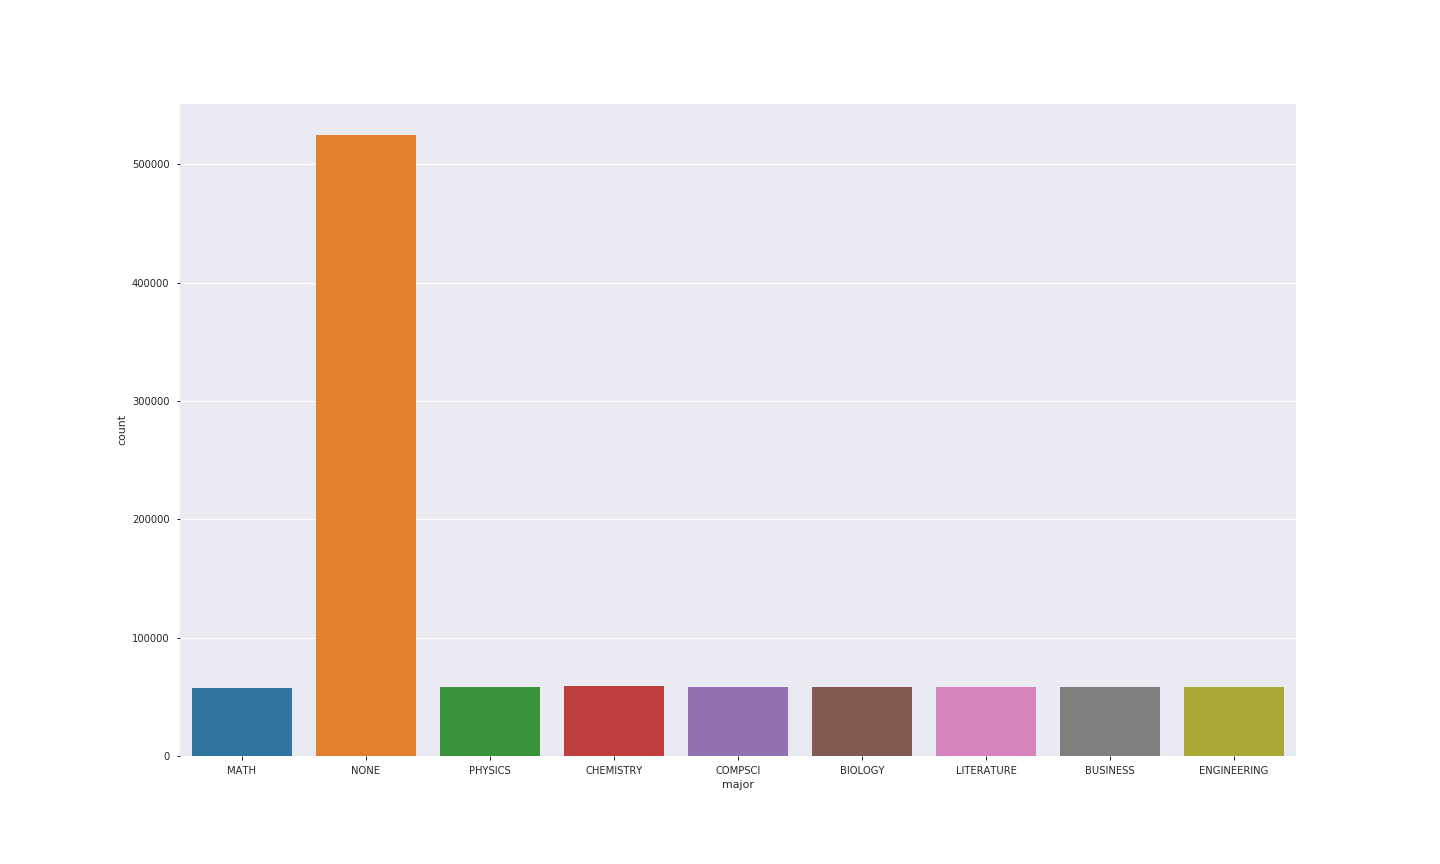 500000
400000
300000
200000
100000
0
count
MATH NONE PHYSICS CHEMISTRY COMPSCI BIOLOGY LITERATURE BUSINESS ENGINEERING
major